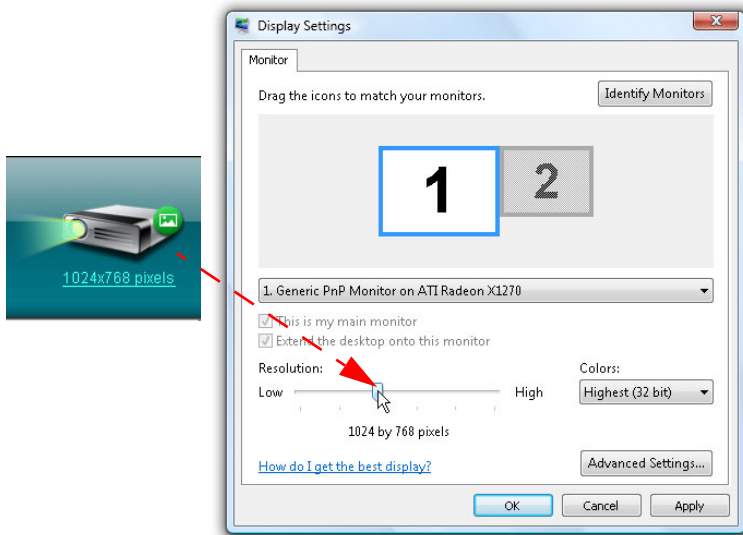 Display Settings
Monitor
Drag the icons to match your monitors.
Identify Monitors
1
2
1024x768 pixels
1. Generic PnP Monitor on ATI Radeon X1270
This is my main monitor
Extend the desktop onto this monitor
Resolution:
Colors:
Low
High
Highest (32 bit)
1024 by 768 pixels
How do I get the best display?
Advanced Settings...
OK
Cancel
Apply